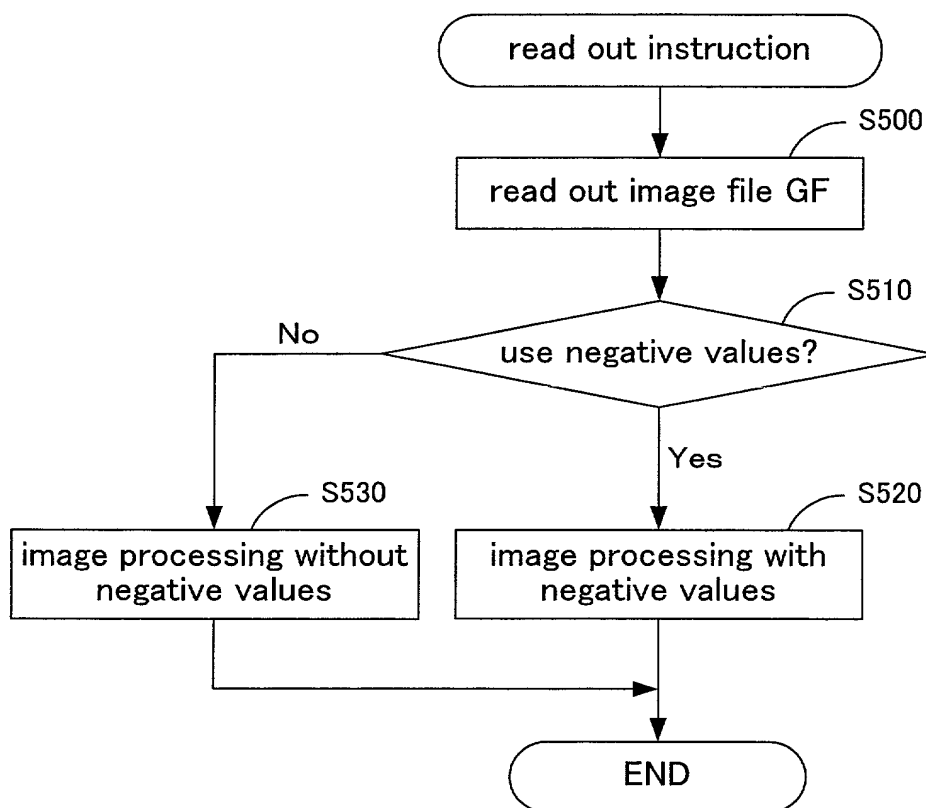 read out instruction
S500
read out image file GF
S510
No
use negative values?
Yes
S530
S520
image processing without
negative values
image processing with
negative values
END